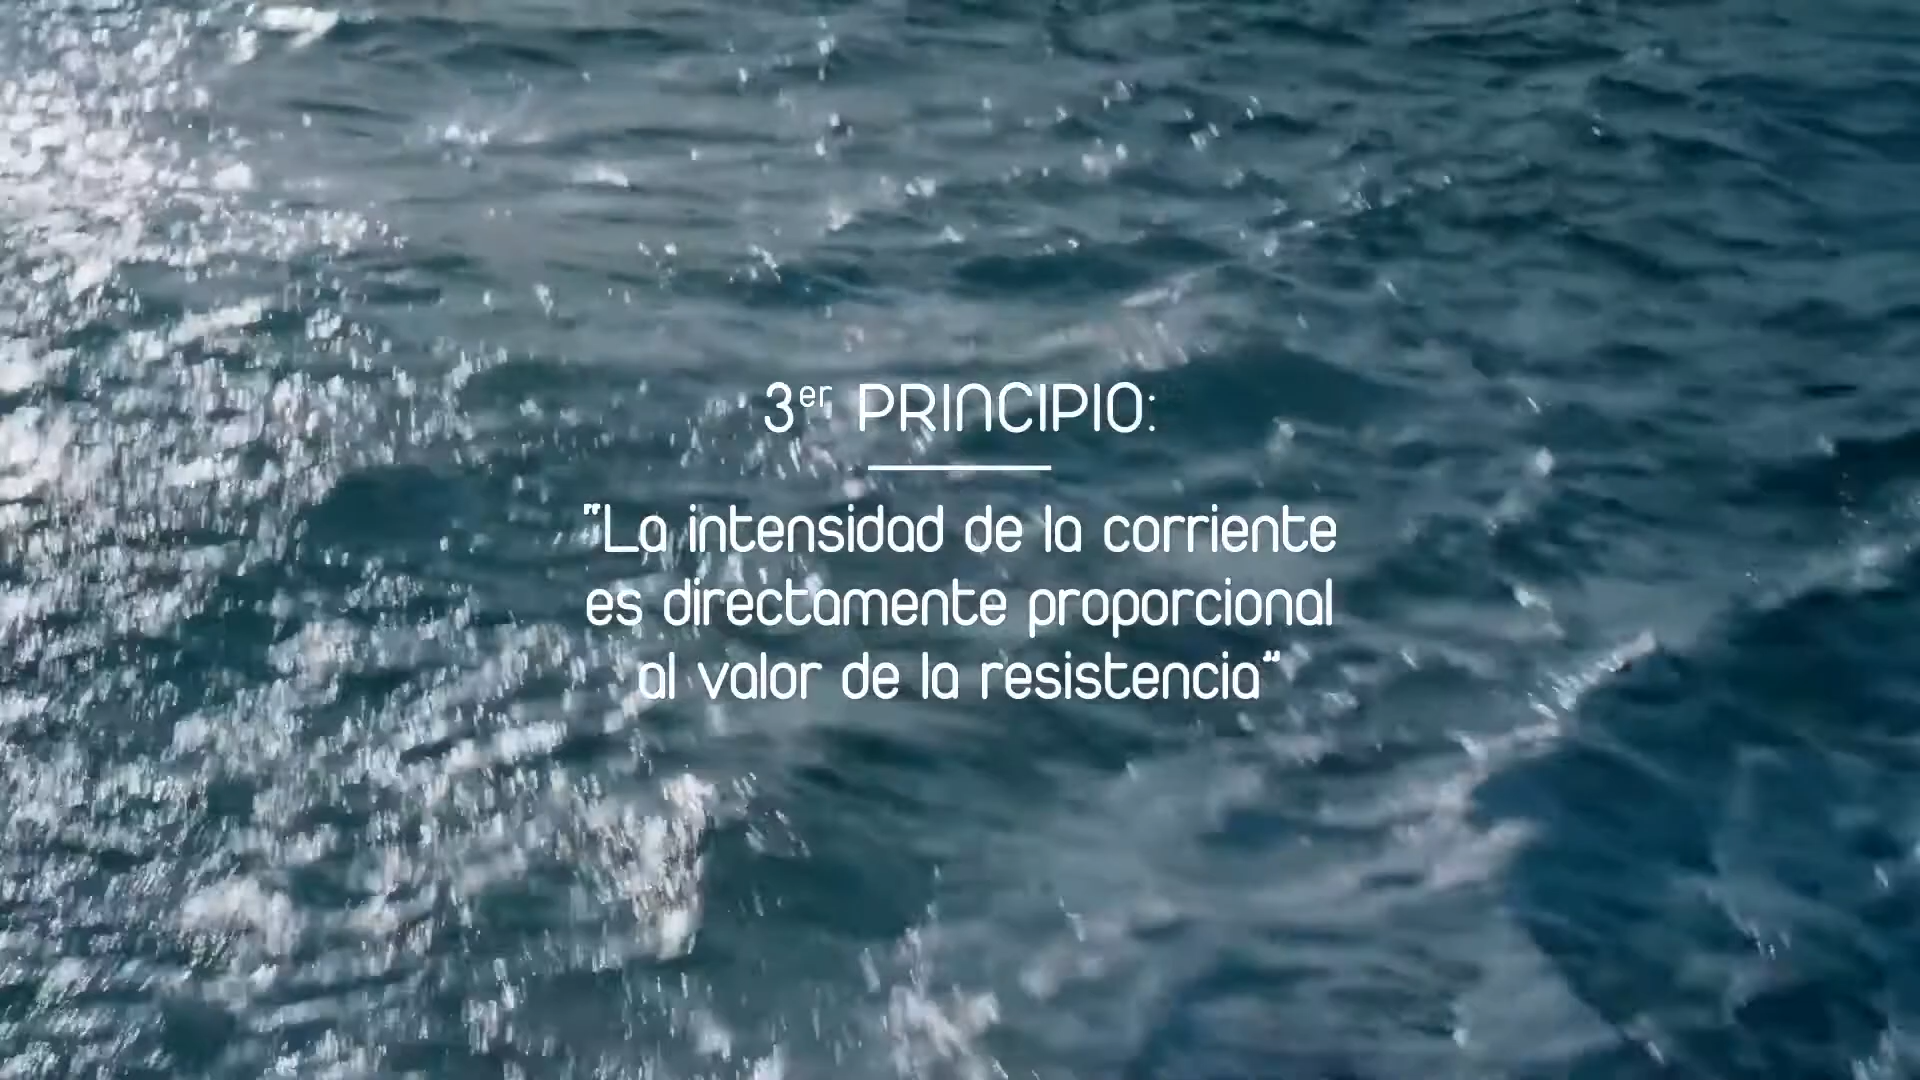 3er PRINCIPIO:
"La intensidad de la corriente
es directamente proporcional
al valor de la resistencia"